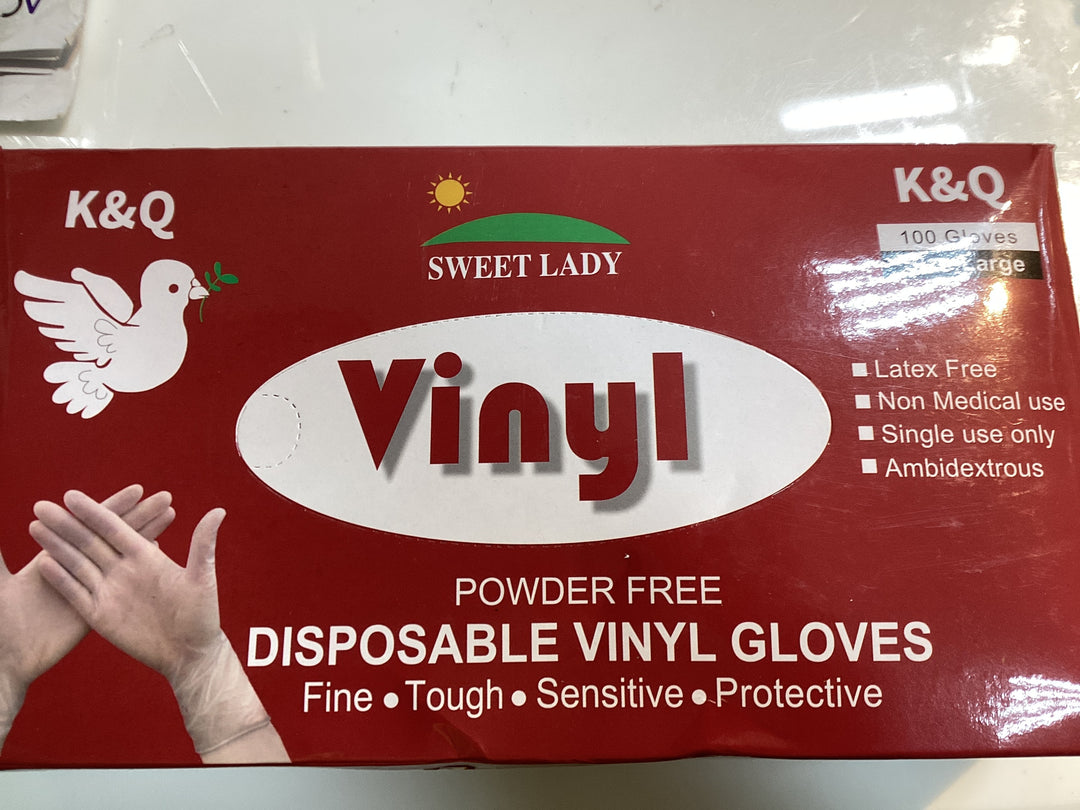 K&Q
SWEET LADY
K&Q
100 Gloves
Large
Vinyl
Latex Free
Non Medical use
Single use only
Ambidextrous
POWDER FREE
DISPOSABLE VINYL GLOVES
Fine • Tough • Sensitive • Protective